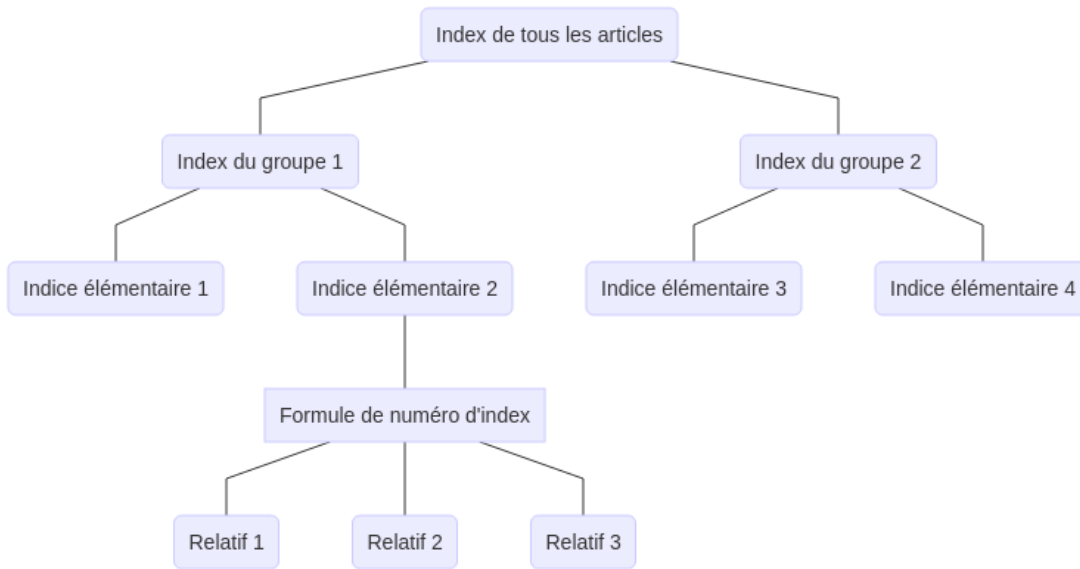 Index de tous les articles
Index du groupe 1
Index du groupe 2
Indice élémentaire 1
Indice élémentaire 2
Indice élémentaire 3
Indice élémentaire 4
Formule de numéro d'index
Relatif 1
Relatif 2
Relatif 3